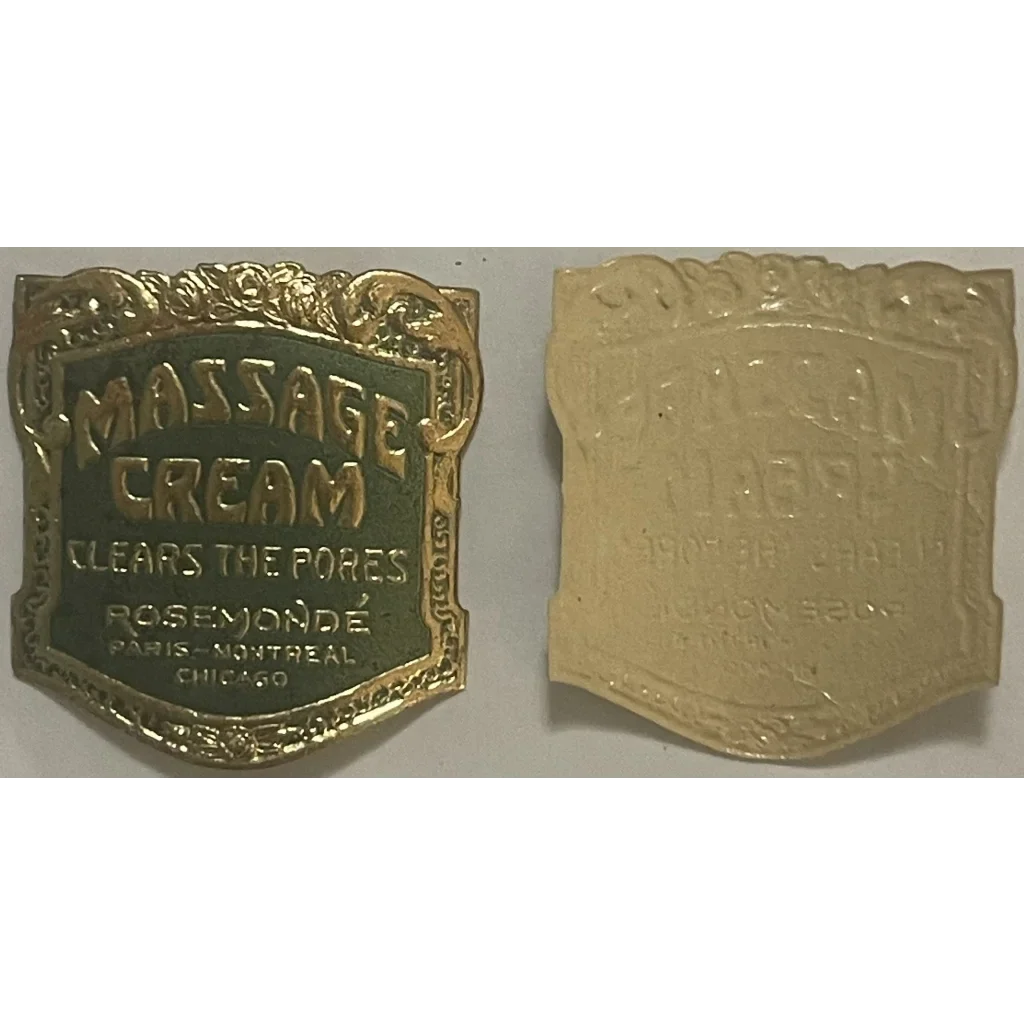 MASSAGE
CREAM
CLEARS THE PORES
ROSEMONDÉ
PARIS-MONTREAL
CHICAGO